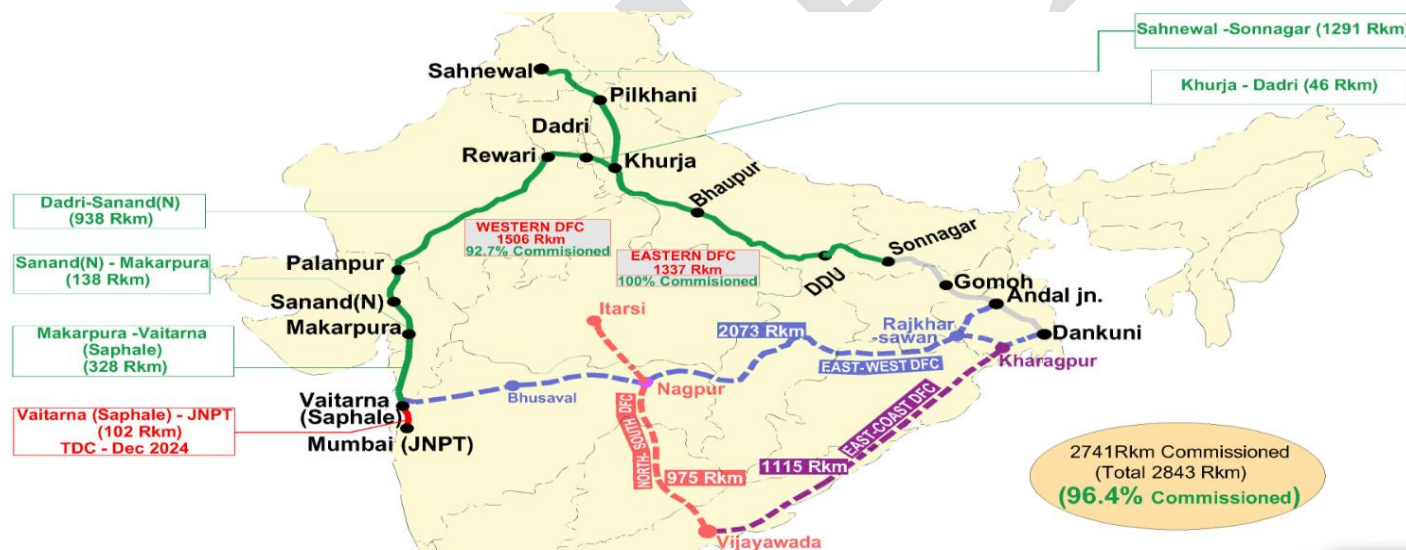 Sahnewal -Sonnagar (1291 Rkm)
Sahnewal
Khurja - Dadri (46 Rkm)
Pilkhani
Dadri
Rewari
Khurja
Bhaupur
Dadri-Sanand(N)
(938 Rkm)
WESTERN DFC
1506 Rkm
92.7% Commisioned
EASTERN DFC
1337 Rkm
100% Commisioned
DDU
Sonnagar
Sanand(N) - Makarpura
(138 Rkm)
Palanpur
Gomoh
Andal jn.
Sanand(N)
Itarsi
Makarpura
Makarpura -Vaitarna
(Saphale)
(328 Rkm)
2073 Rkm
Rajkhar
-sawan
Dankuni
EAST-WEST DFC
Kharagpur
Nagpur
Bhusaval
Vaitarna
(Saphale)
Mumbai (JNPT)
Vaitarna (Saphale) - JNPT
(102 Rkm)
TDC - Dec 2024
NORTH- SOUTH DFC
EAST-COAST DFC
1115 Rkm
975 Rkm
Vijayawada
2741Rkm Commissioned
(Total 2843 Rkm)
(96.4% Commissioned)